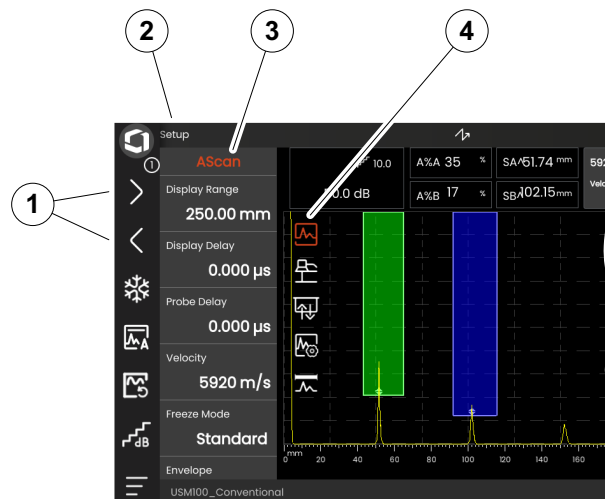 2
3
4
Setup
AScan
10.0
A%A 35 %
SA 51.74 mm
592
1
Display Range
.0 dB
A%B 17 %
SB 102.15 mm
Velo
250.00 mm
1
Display Delay
0.000 µs
Probe Delay
0.000 µs
A
Velocity
5920 m/s
dB
Freeze Mode
Standard
0 mm 20 40 60 80 100 120 140 160
Envelope
USM100_Conventional